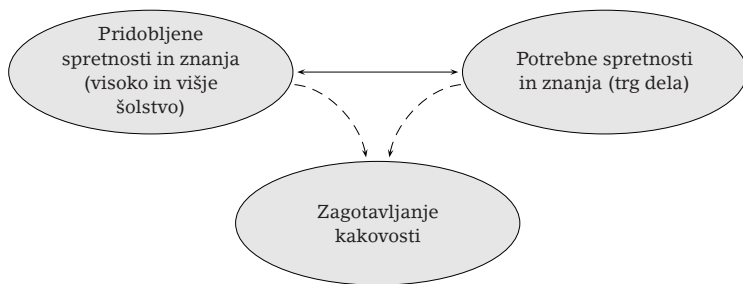 Pridobljene
spretnosti in znanja
(visoko in višje
šolstvo)
Potrebne spretnosti
in znanja (trg dela)
Zagotavljanje
kakovosti